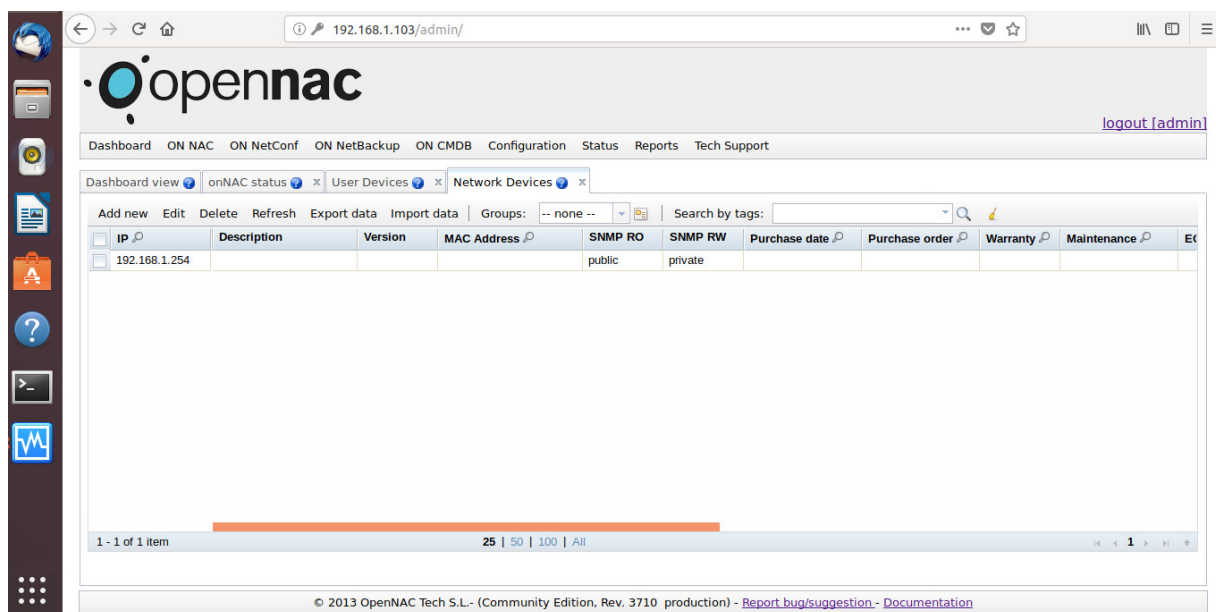 192.168.1.103/admin/
opennac
logout [admin]
Dashboard ON NAC ON NetConf ON NetBackup ON CMDB Configuration Status Reports Tech Support
Dashboard view onNAC status x User Devices x Network Devices x
Add new Edit Delete Refresh Export data Import data Groups: -- none -- Search by tags:
IP Description Version MAC Address SNMP RO SNMP RW Purchase date Purchase order Warranty Maintenance
192.168.1.254 public private
1 - 1 of 1 item 25 | 50 | 100 | All 1
© 2013 OpenNAC Tech S.L.- (Community Edition, Rev. 3710 production) - Report bug/suggestion - Documentation